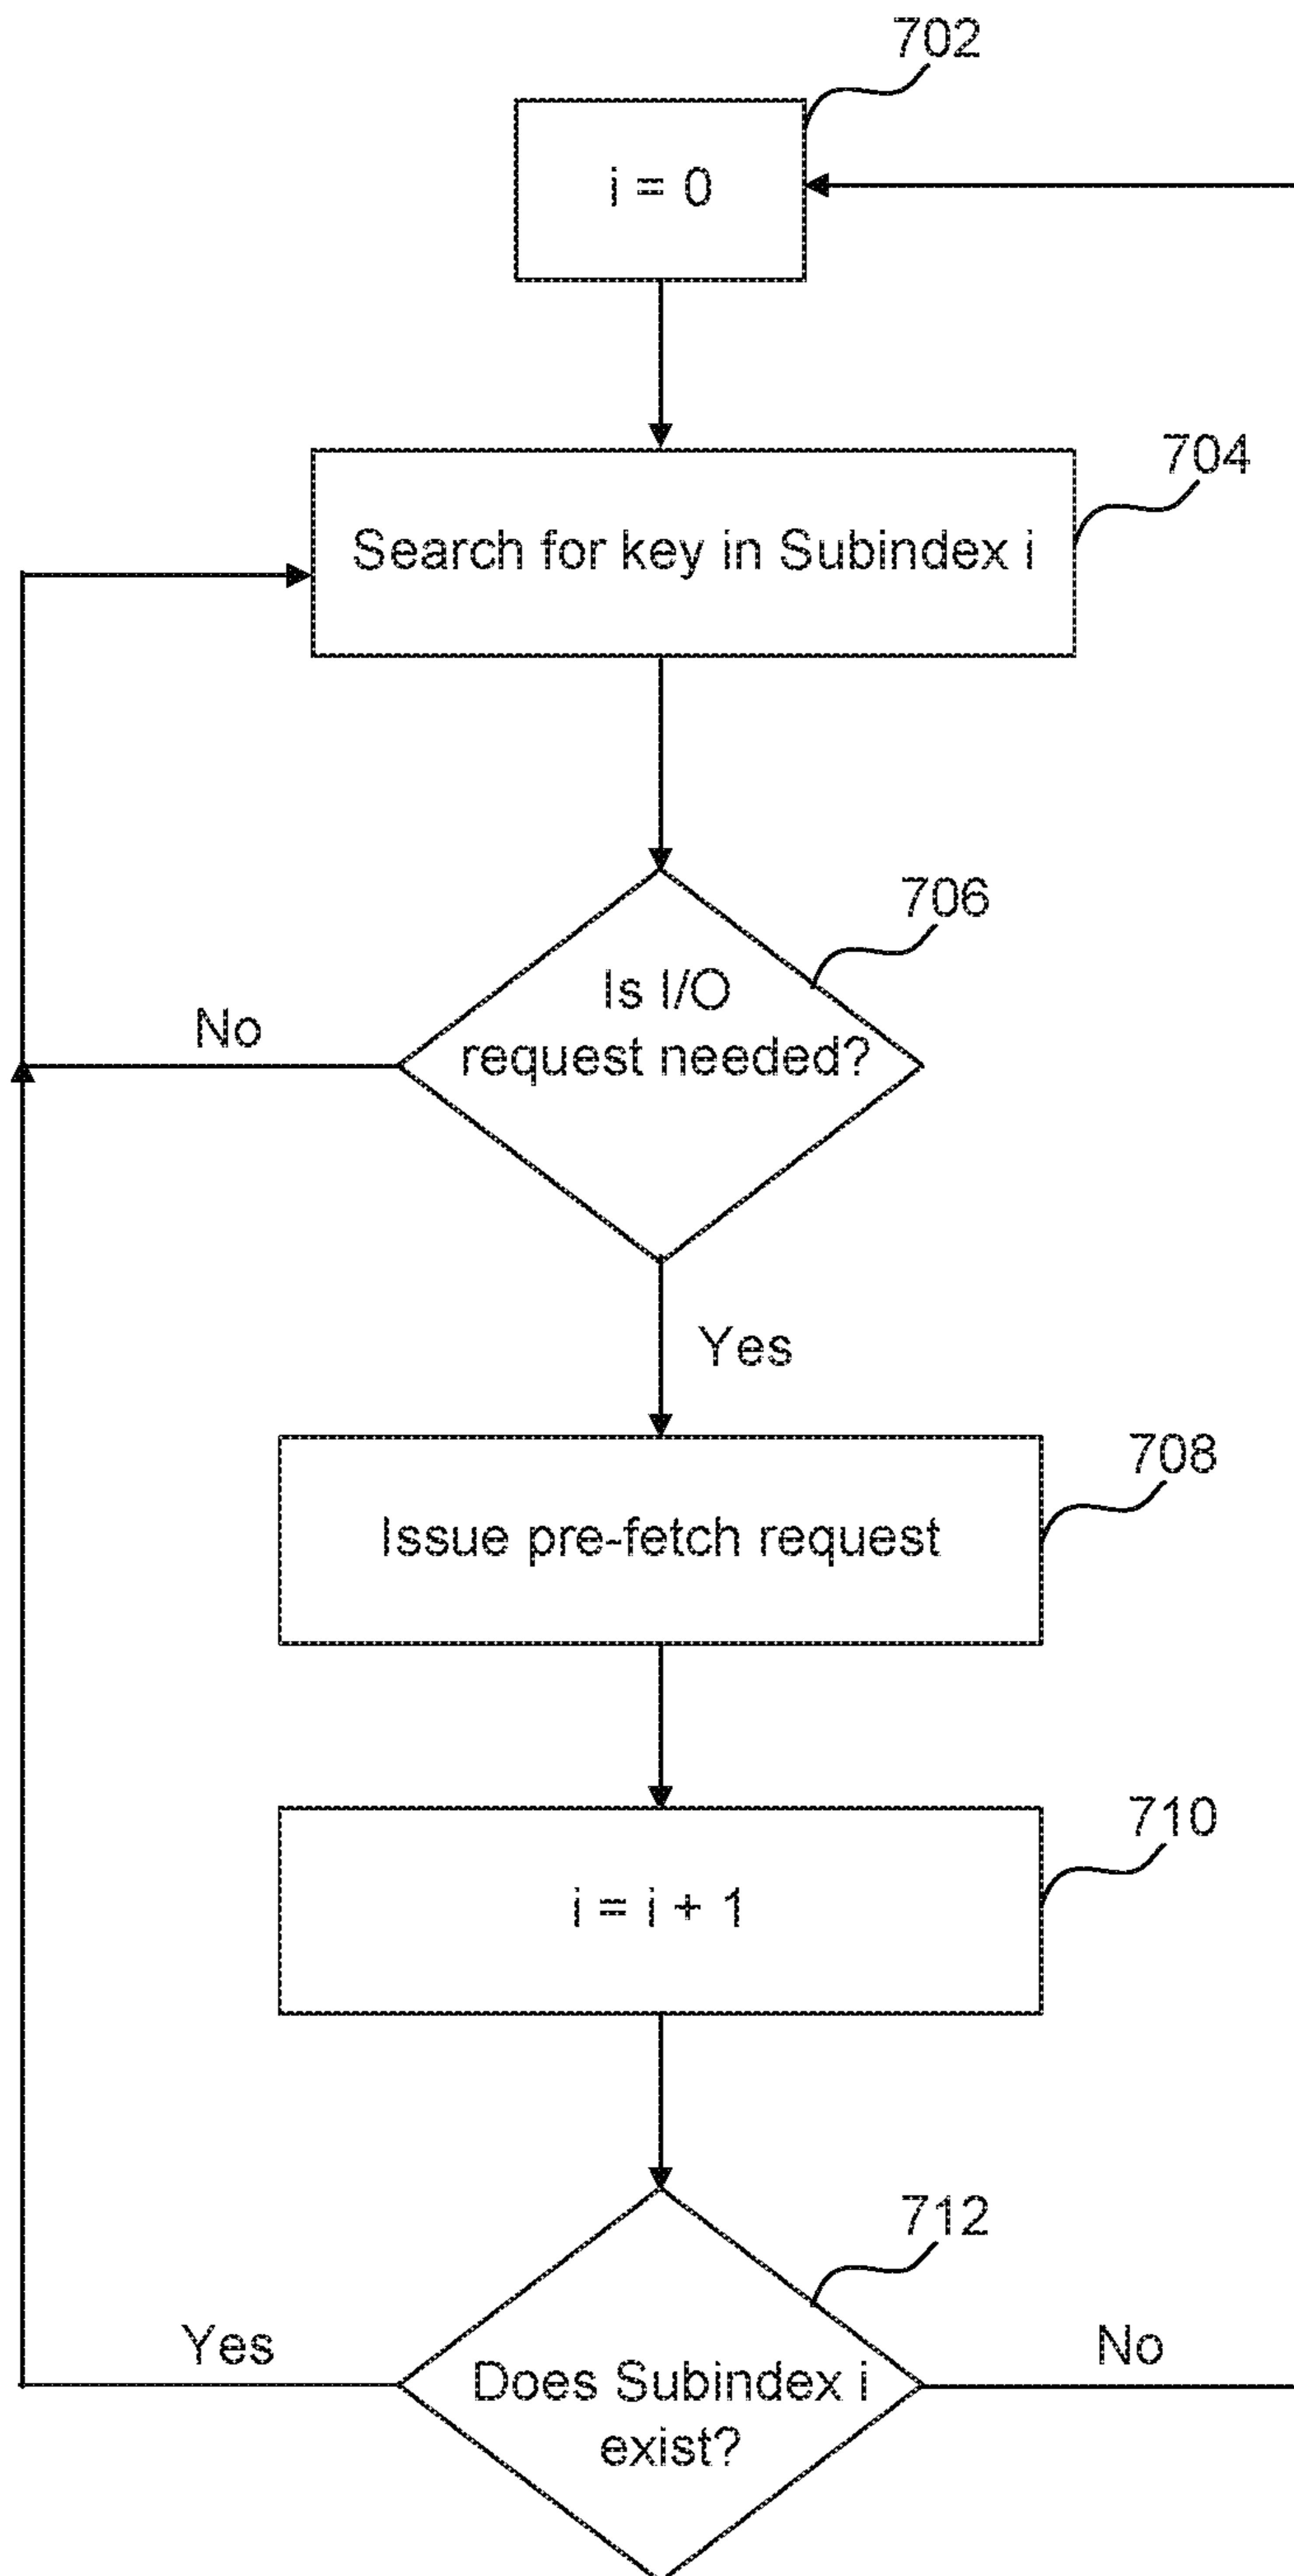 702
i = 0
704
Search for key in Subindex i
706
Is I/O
request needed?
No
Yes
708
Issue pre-fetch request
710
i = i + 1
712
Yes
No
Does Subindex i
exist?